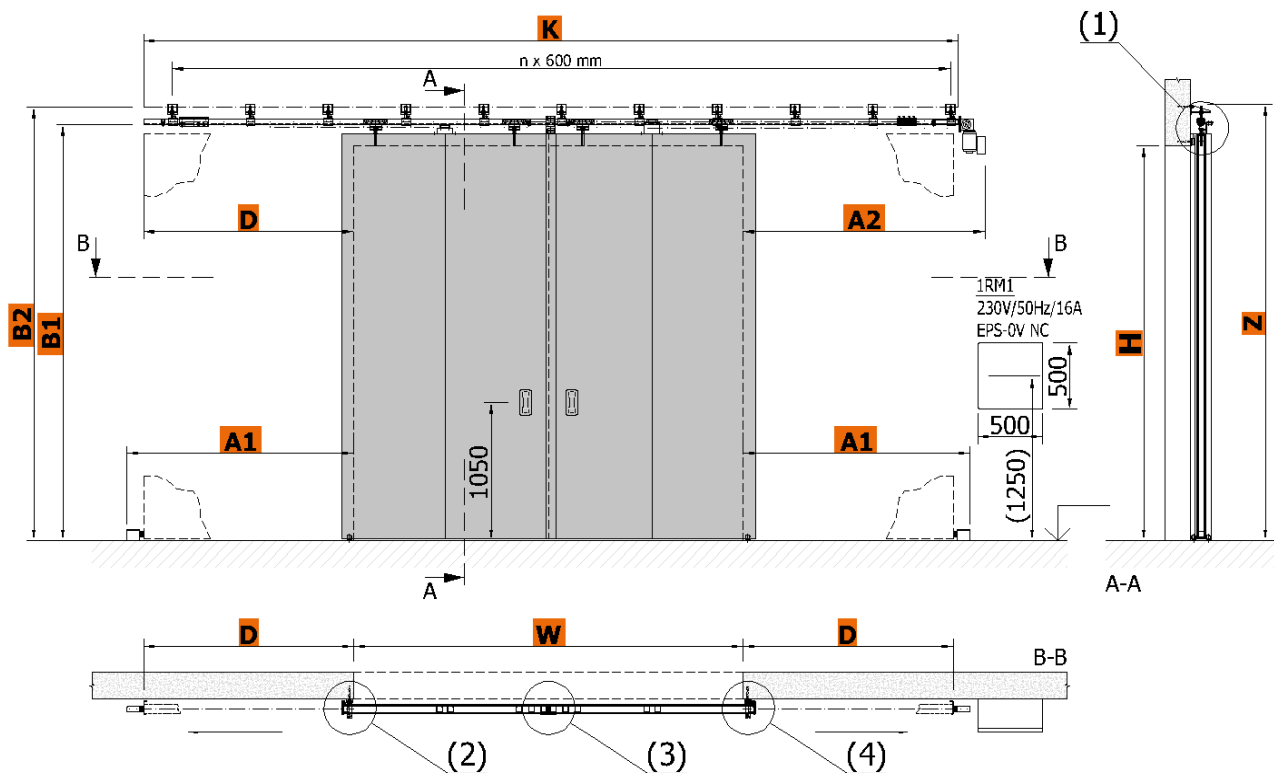 K
(1)
n x 600 mm
A
D
A2
B
B
1RM1
230V/50Hz/16A
EPS-0V NC
B2
B1
H
Z
500
500
A1
A1
1050
(1250)
A
A-A
D
W
D
B-B
(2)
(3)
(4)